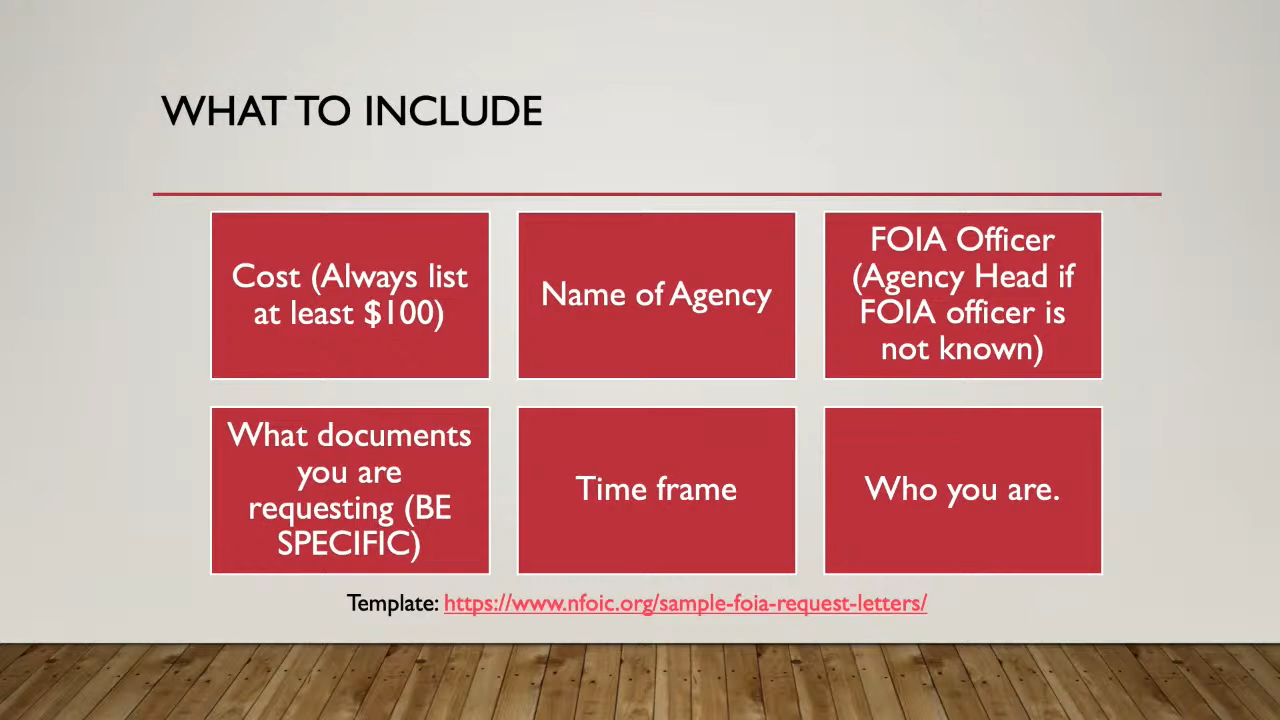 WHAT TO INCLUDE
Cost (Always list
at least $100)
Name of Agency
FOIA Officer
(Agency Head if
FOIA officer is
not known)
What documents
you are
requesting (BE
SPECIFIC)
Time frame
Who you are.
Template: https://www.nfoic.org/sample-foia-request-letters/